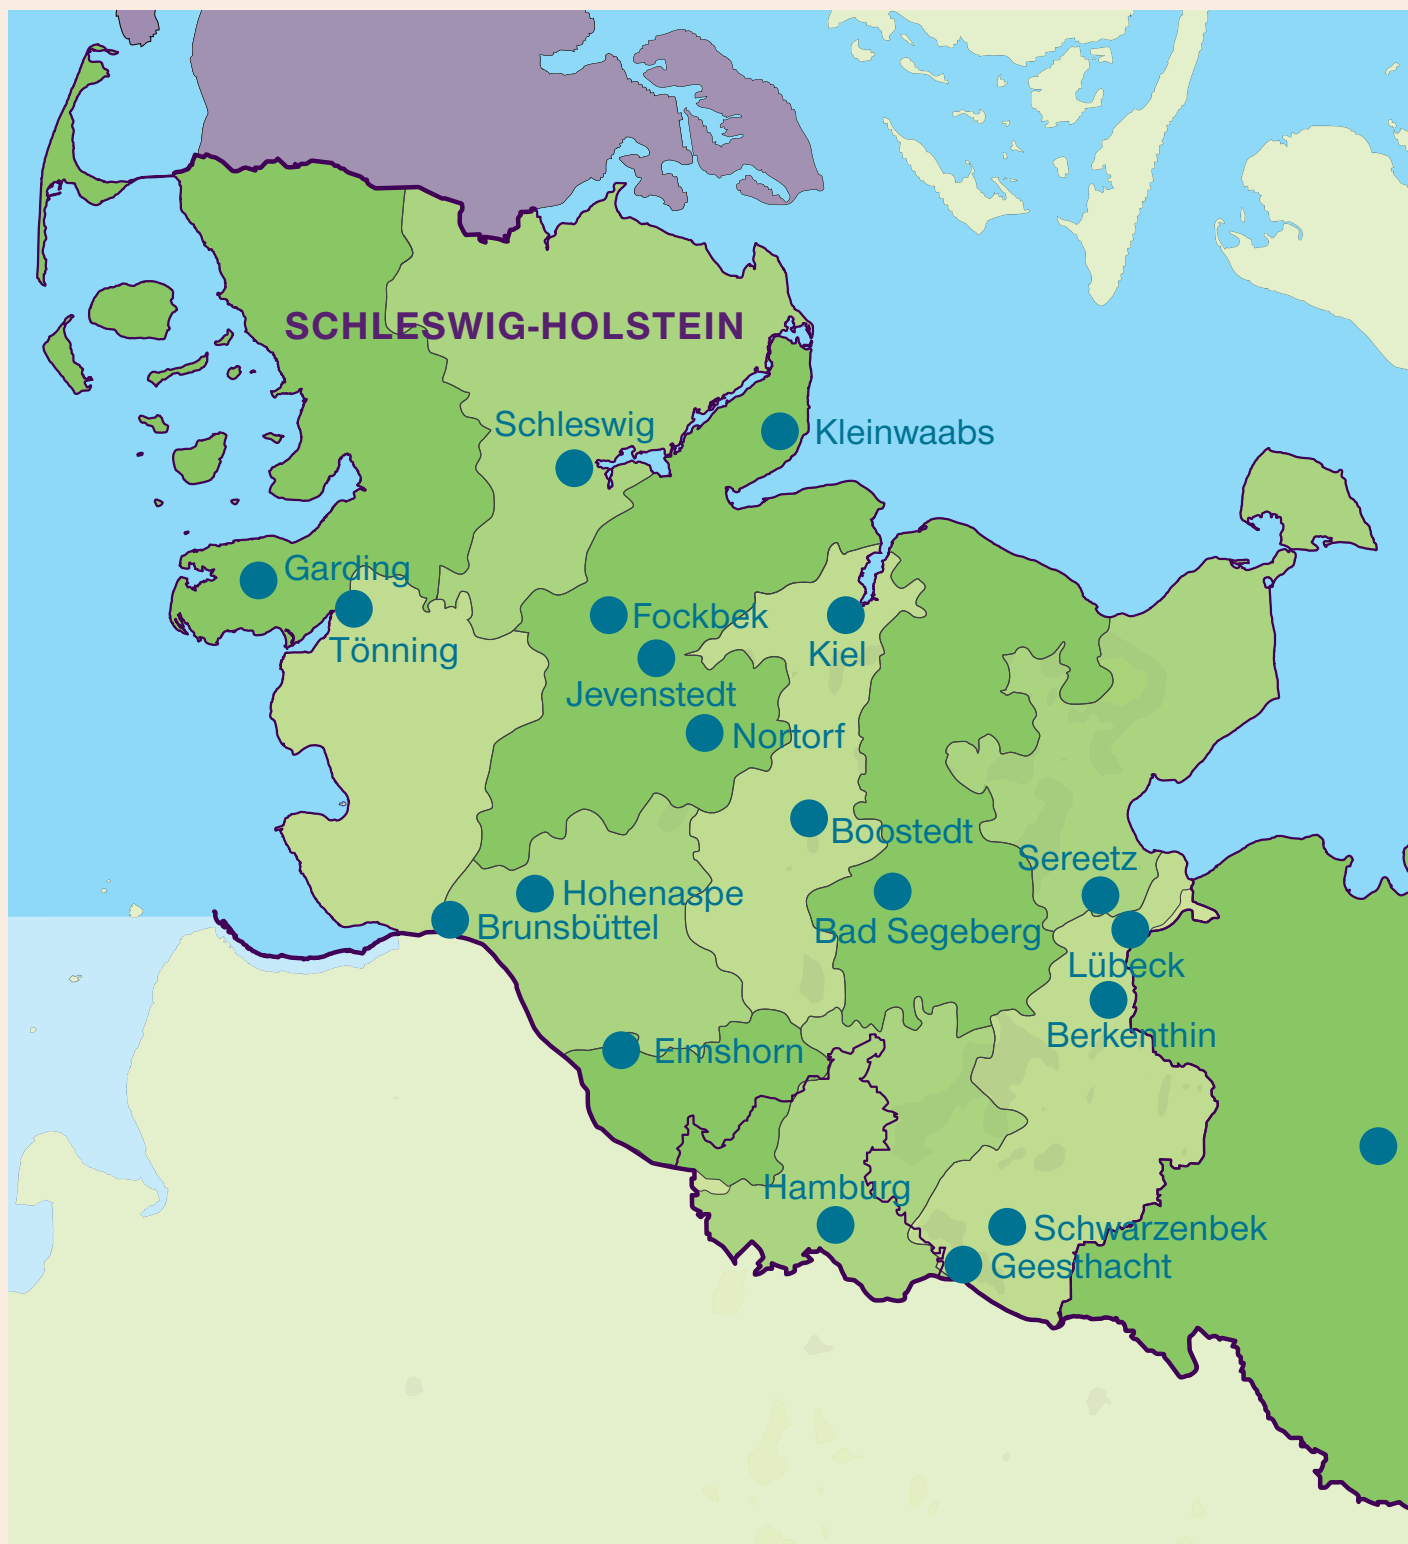 SCHLESWIG-HOLSTEIN
Schleswig
Kleinwaabs
Garding
Fockbek
Tönning
Kiel
Jevenstedt
Nortorf
Boostedt
Sereetz
Hohenaspe
Brunsbüttel
Bad Segeberg
Lübeck
Berkenthin
Elmshorn
Hamburg
Schwarzenbek
Geesthacht